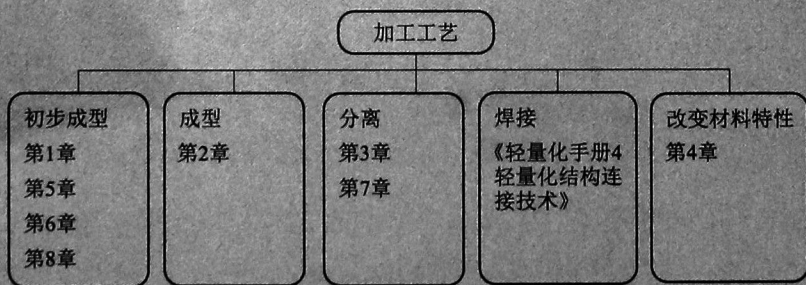 加工工艺
初步成型
第1章
第5章
第6章
第8章
成型
第2章
分离
第3章
第7章
焊接
《轻量化手册4
轻量化结构连
接技术》
改变材料特性
第4章